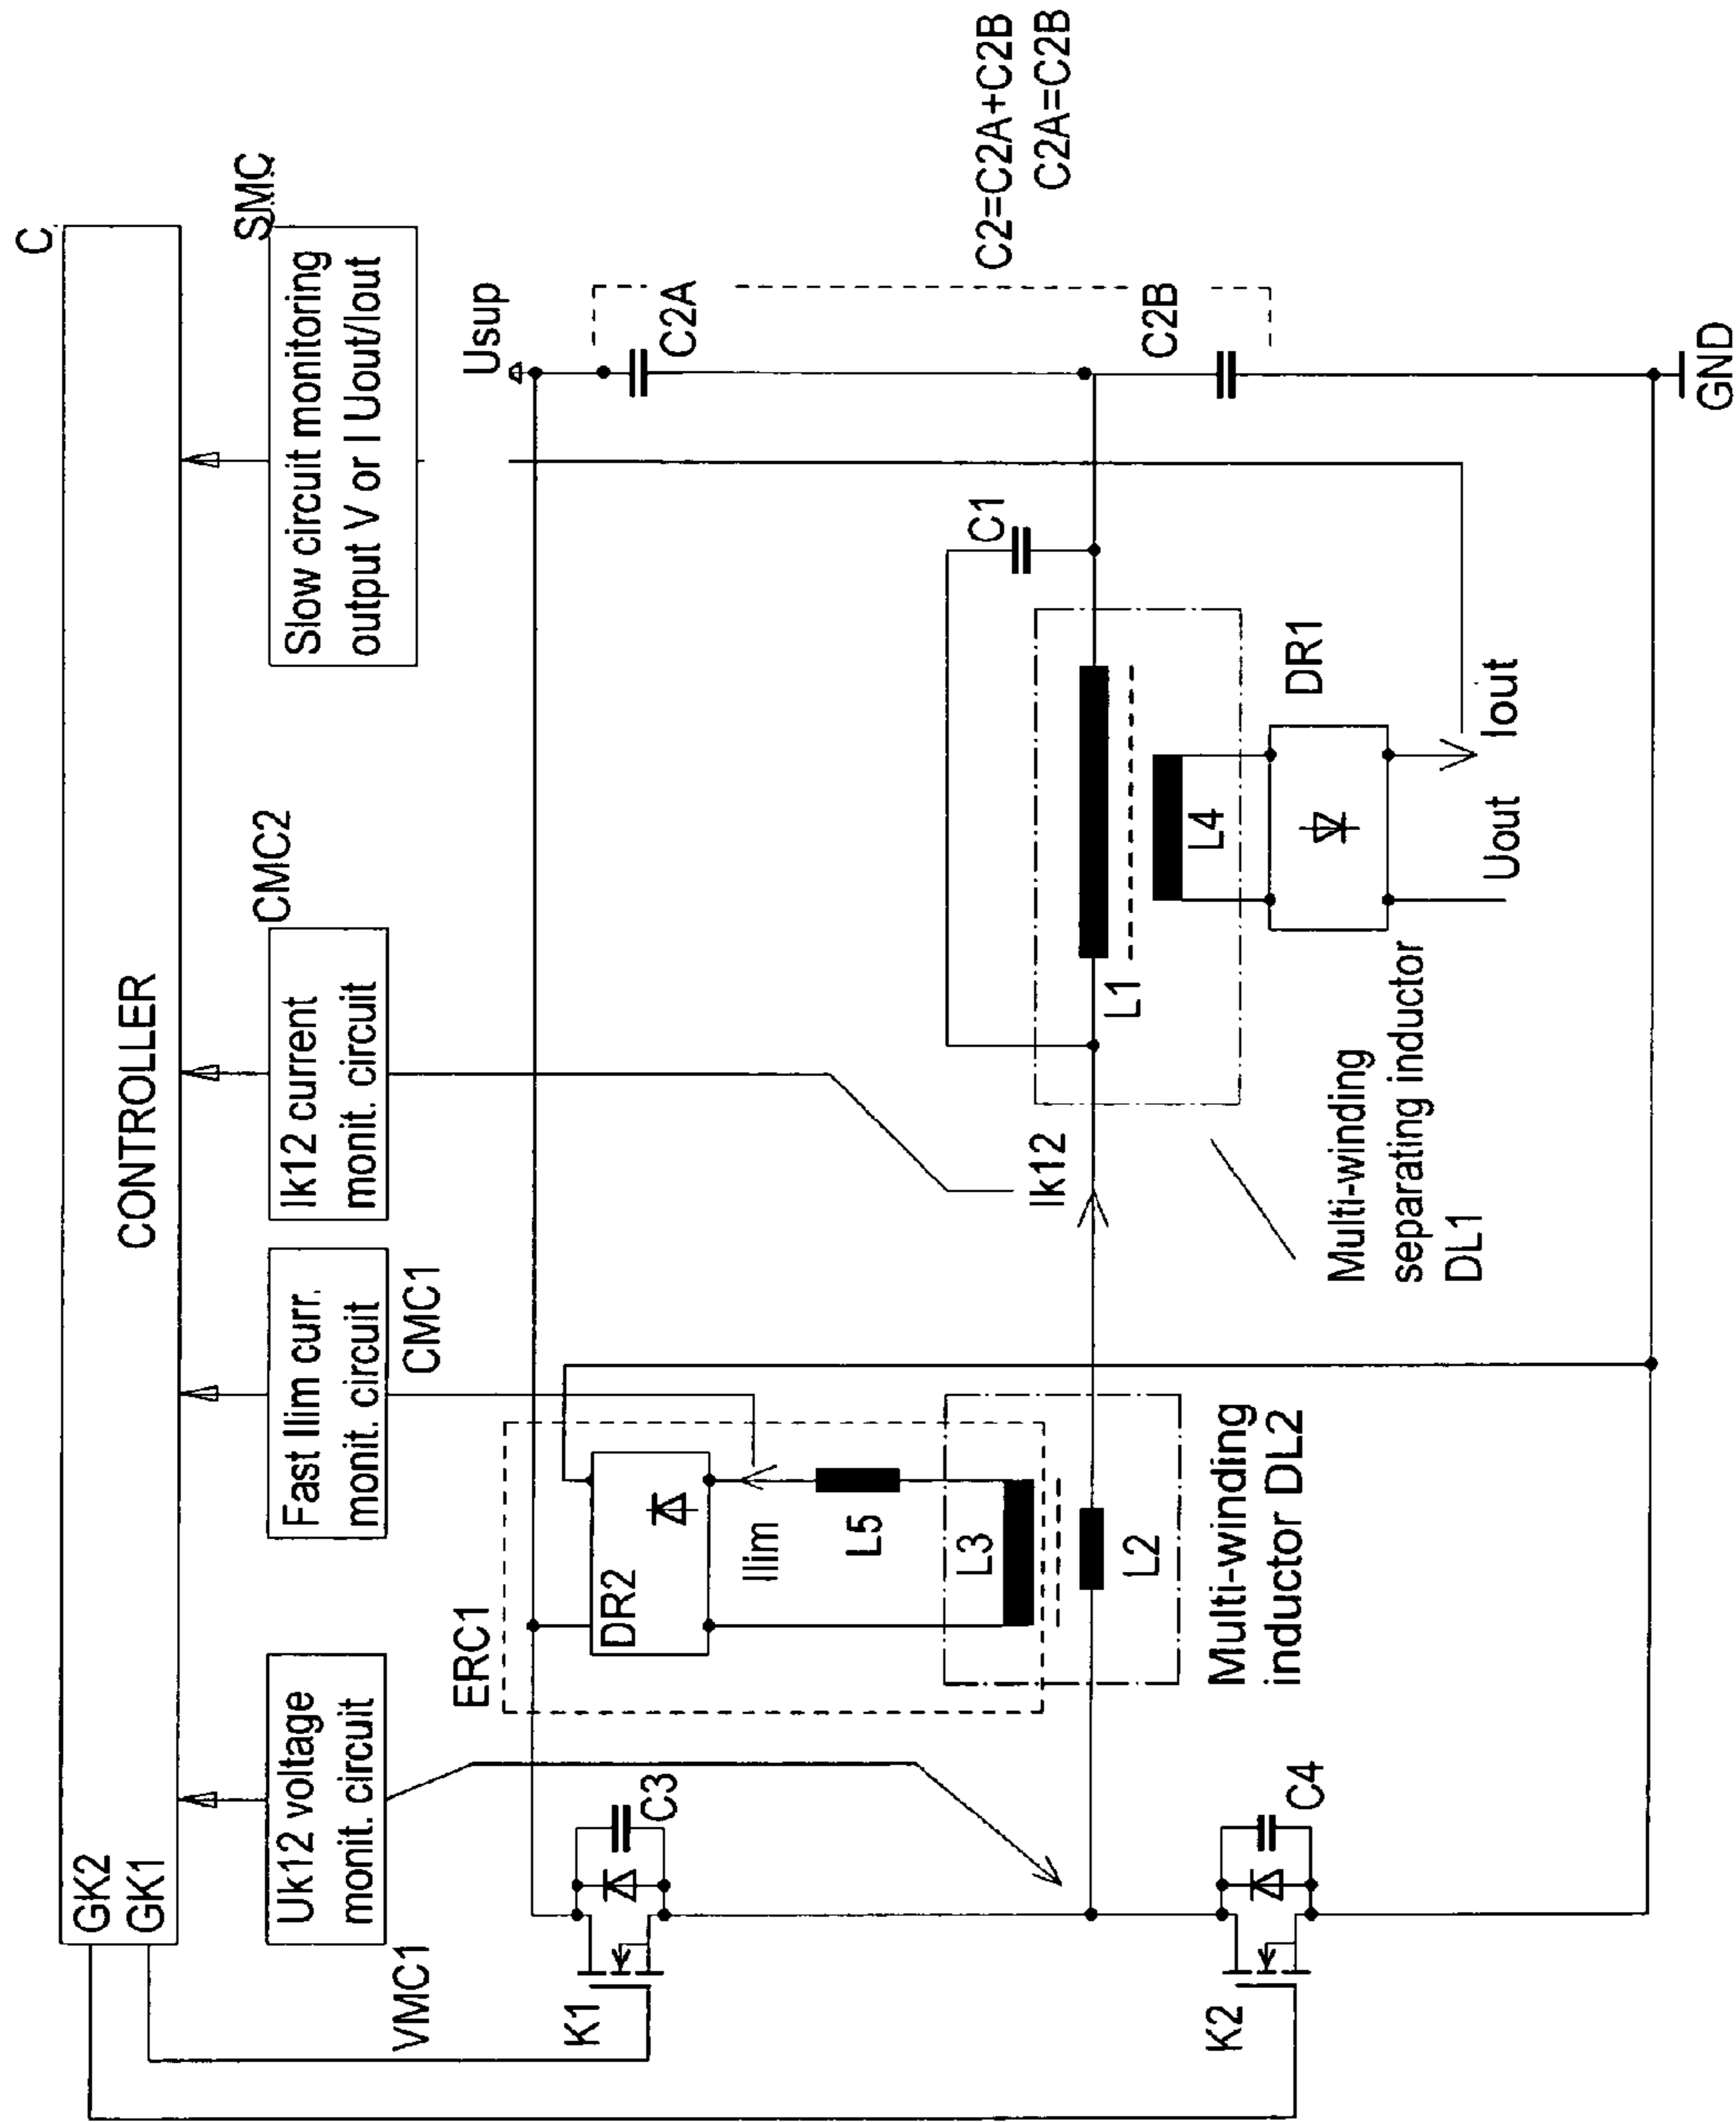 C
CONTROLLER
GK2
GK1
Uk12 voltage
monit. circuit
VMC1
Fast Ilim curr.
monit. circuit
CMC1
Ik12 current
monit. circuit
CMC2
Slow circuit monitoring
output V or I Uout/Iout
SMC
Usup
K1
C3
ERC1
DR2
Ilim
L5
L3
L2
Multi-winding
inductor DL2
Ik12
C1
L1
L4
DR1
Uout
Iout
Multi-winding
separating inductor
DL1
C2A
C2B
C2=C2A+C2B
C2A=C2B
K2
C4
GND